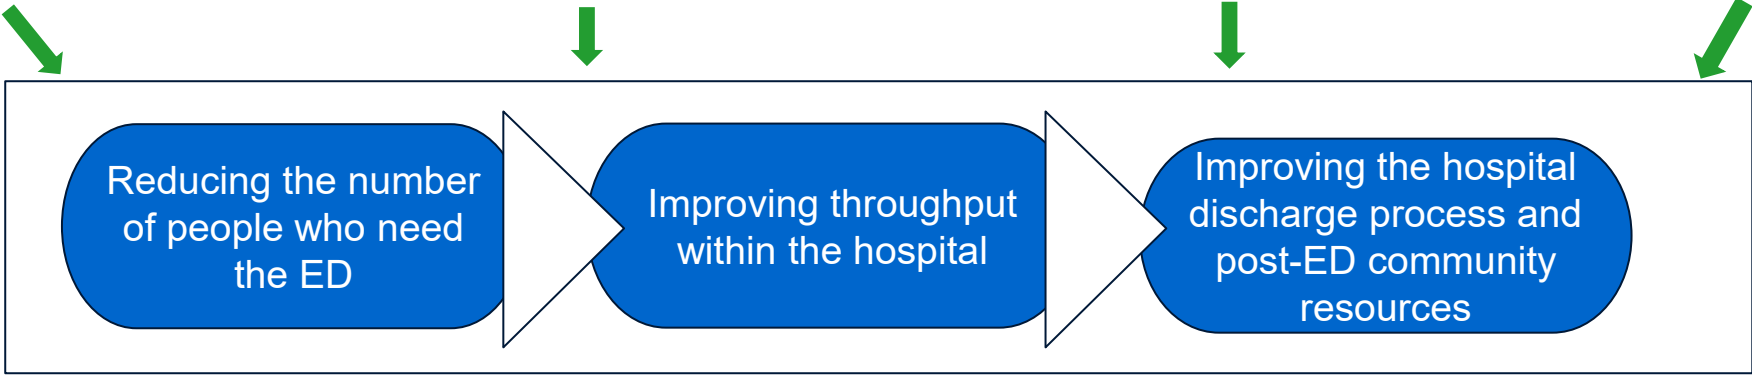 Reducing the number
of people who need
the ED
Improving throughput
within the hospital
Improving the hospital
discharge process and
post-ED community
resources